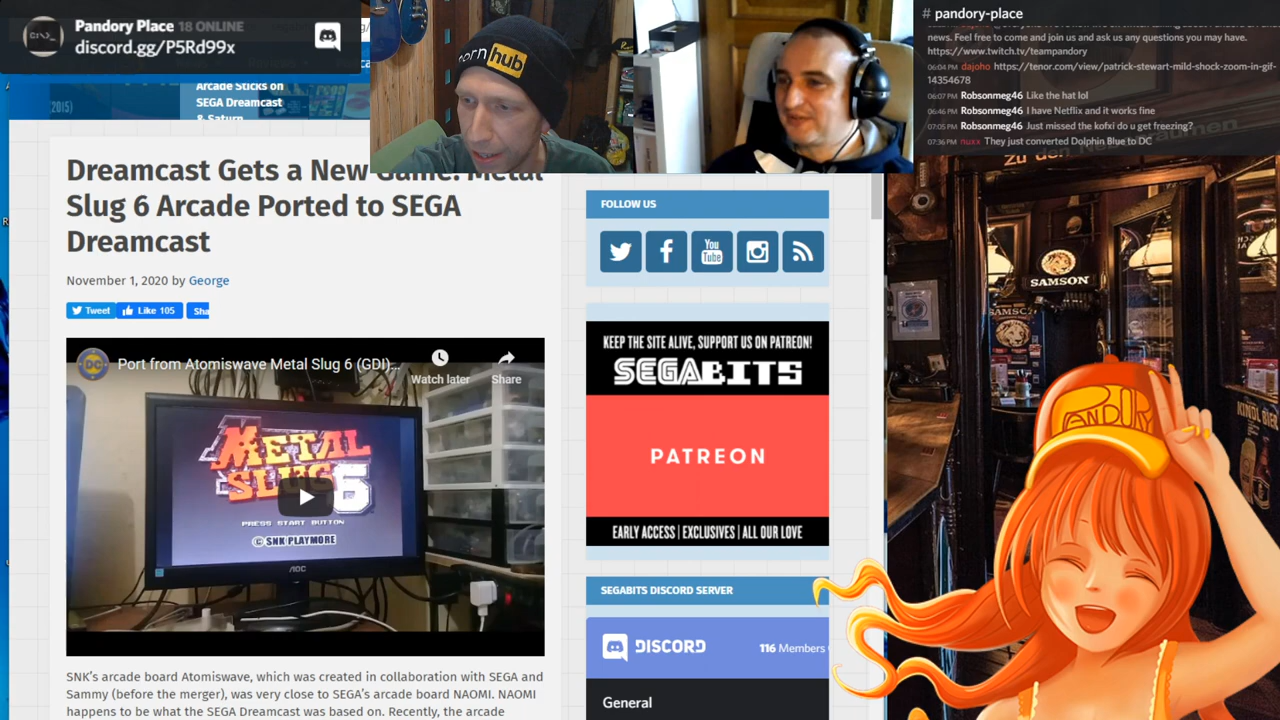 Pandory Place 18 ONLINE
discord.gg/P5Rd99x
2015)
Arcade Sticks on
SEGA Dreamcast
& Saturn
Dreamcast Gets a New Game: Metal
Slug 6 Arcade Ported to SEGA
Dreamcast
November 1, 2020 by George
Tweet
Like 105
Sha
Port from Atomiswave Metal Slug 6 (GDI)...
Watch later
Share
METAL
SLUG 6
PRESS START BUTTON
© SNK PLAYMORE
AOC
SNK's arcade board Atomiswave, which was created in collaboration with SEGA and
Sammy (before the merger), was very close to SEGA's arcade board NAOMI. NAOMI
happens to be what the SEGA Dreamcast was based on. Recently, the arcade
hub
FOLLOW US
You
Tube
KEEP THE SITE ALIVE, SUPPORT US ON PATREON!
SEGABITS
PATREON
EARLY ACCESS | EXCLUSIVES | ALL OUR LOVE
SEGABITS DISCORD SERVER
DISCORD
116 Members
General
# pandory-place
news. Feel free to come and join us and ask us any questions you may have.
https://www.twitch.tv/teampandory
06:04 PM dajoho https://tenor.com/view/patrick-stewart-mild-shock-zoom-in-gif-
14354678
06:07 PM Robsonmeg46 Like the hat lol
06:46 PM Robsonmeg46 I have Netflix and it works fine
07:05 PM Robsonmeg46 Just missed the kofxi do u get freezing?
07:36 PM nuxx They just converted Dolphin Blue to DC
zu den
SAMSON
PANDORY